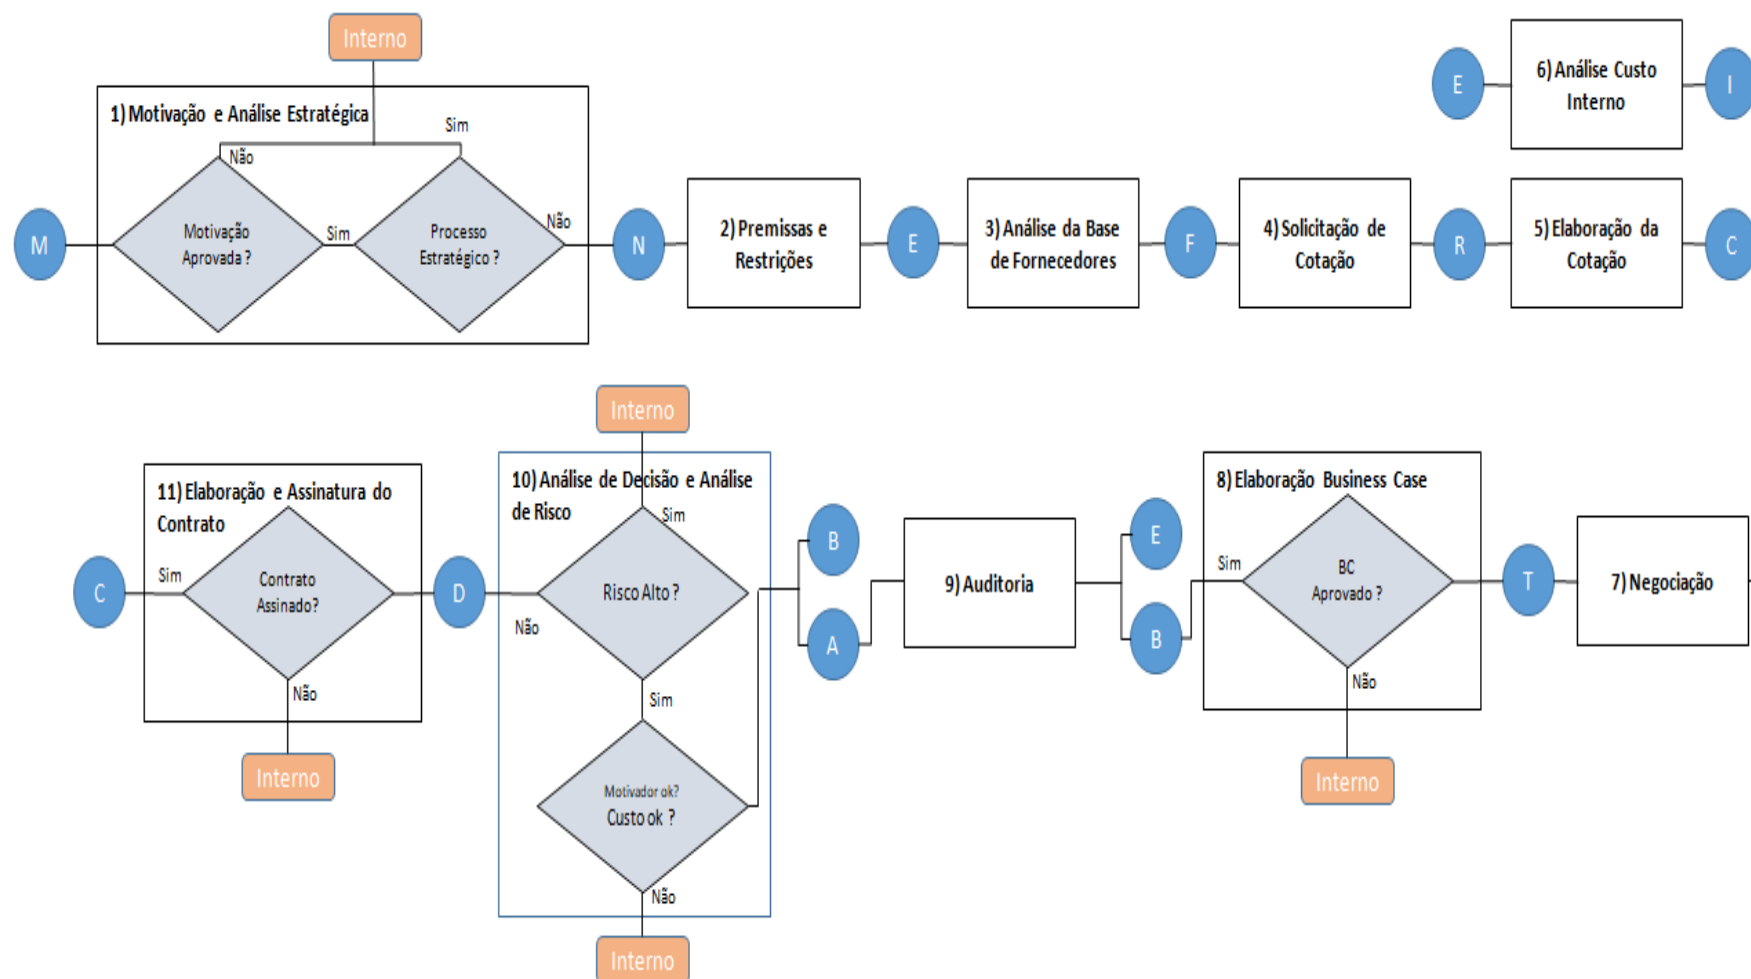 Interno
1) Motivação e Análise Estratégica
Sim
Não
M
Motivação
Aprovada ?
Sim
Processo
Estratégico ?
Não
N
2) Premissas e
Restrições
E
3) Análise da Base
de Fornecedores
F
4) Solicitação de
Cotação
R
5) Elaboração da
Cotação
C
E
6) Análise Custo
Interno
I
11) Elaboração e Assinatura do
Contrato
C
Sim
Contrato
Assinado?
Não
Interno
D
Interno
10) Análise de Decisão e Análise
de Risco
Sim
Risco Alto ?
Não
Sim
Motivador ok?
Custo ok ?
Não
Interno
B
A
9) Auditoria
E
B
8) Elaboração Business Case
Sim
BC
Aprovado ?
Não
Interno
T
7) Negociação